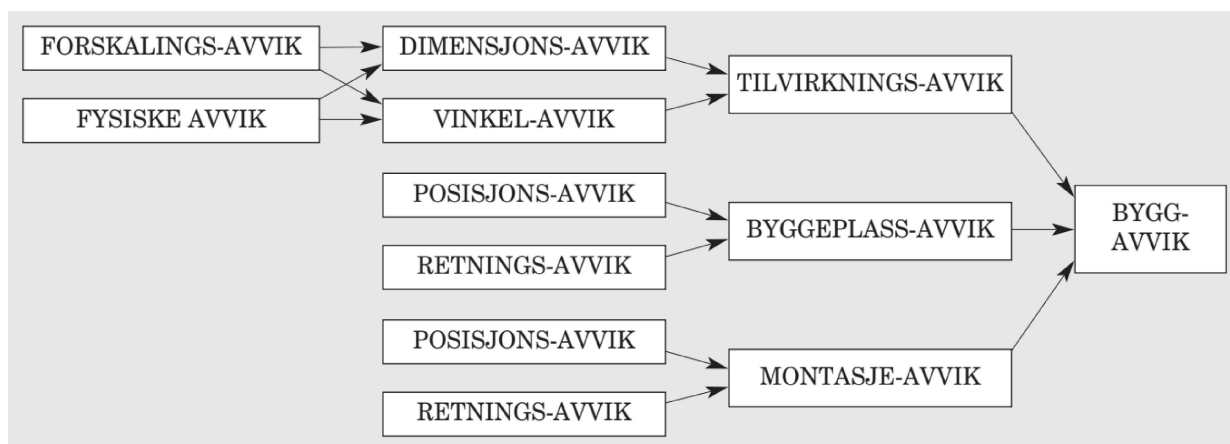 FORSKALINGS-AVVIK
DIMENSJONS-AVVIK
TILVIRKNINGS-AVVIK
FYSISKE AVVIK
VINKEL-AVVIK
POSISJONS-AVVIK
BYGGEPLASS-AVVIK
RETNINGS-AVVIK
BYGG-
AVVIK
POSISJONS-AVVIK
MONTASJE-AVVIK
RETNINGS-AVVIK